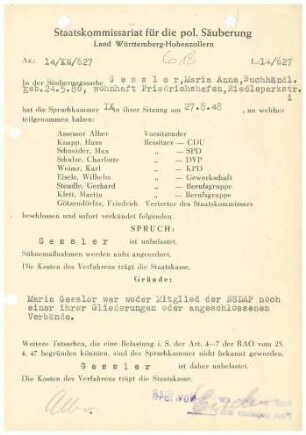 Staatskommissariat für die pol. Säuberung
Land Württemberg-Hohenzollern
Az.: 14/KW/627
L.14/627
In der Säuberungssache Gessler, Maria Anna, Buchhändl.
Geb. 24.5.80, wohnhaft Friedrichshafen, Riedleparkstr.
1
hat die Spruchkammer IX in ihrer Sitzung am 27.8.48, an welcher
teilgenommen haben:
Assessor Alber Vorsitzender
Knapp, Hans Beisitzer — CDU
Schneider, Max „ — SPD
Schulze, Charlotte „ — DVP
Weimr, Karl „ — KPD
Eisele, Wilhelm „ — Gewerkschaft
Steudle, Gerhard „ — Berufsgruppe
Klett, Martin „ — Berufsgruppe
Götzendörfer, Friedrich Vertreter des Staatskommissars
beschlossen und sofort verkündet folgenden
SPRUCH:
Gessler ist unbelastet.
Sühnemaßnahmen werden nicht angeordnet.
Die Kosten des Verfahrens trägt die Staatskasse.
Gründe:
Maria Gessler war weder Mitglied der NSDAP noch
einer ihrer Gliederungen oder angeschlossenen
Verbände.
Weitere Tatsachen, die eine Belastung i. S. der Art. 4—7 der RAO vom 25.
4. 47 begründen könnten, sind der Spruchkammer nicht bekannt geworden.
Gessler ist daher unbelastet.
Die Kosten des Verfahrens trägt die Staatskasse.